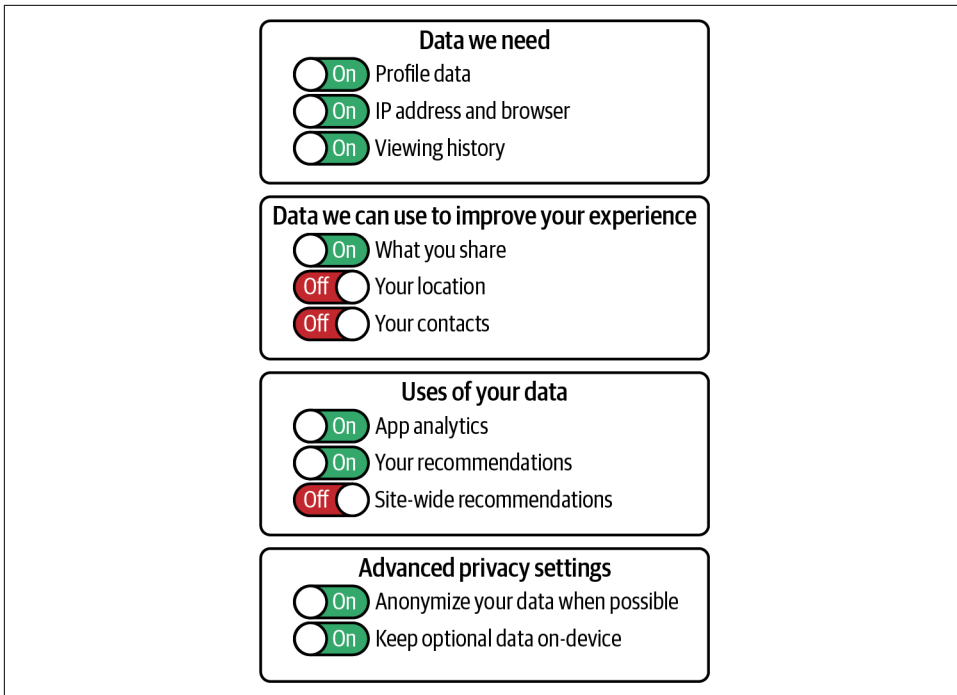 Data we need
On Profile data
On IP address and browser
On Viewing history
Data we can use to improve your experience
On What you share
Off Your location
Off Your contacts
Uses of your data
On App analytics
On Your recommendations
Off Site-wide recommendations
Advanced privacy settings
On Anonymize your data when possible
On Keep optional data on-device